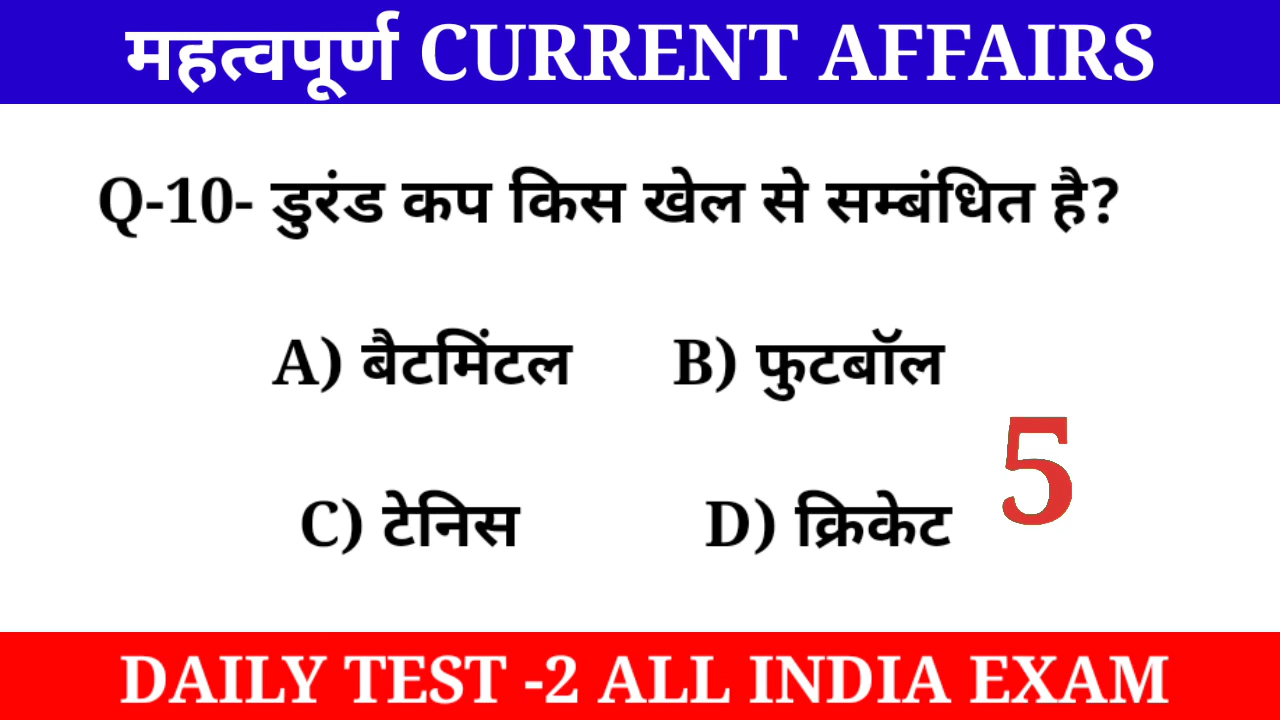 महत्वपूर्ण CURRENT AFFAIRS
Q-10- डुरंड कप किस खेल से सम्बंधित है?
A) बैटमिंटल B) फुटबॉल
5
C) टेनिस D) क्रिकेट
DAILY TEST -2 ALL INDIA EXAM